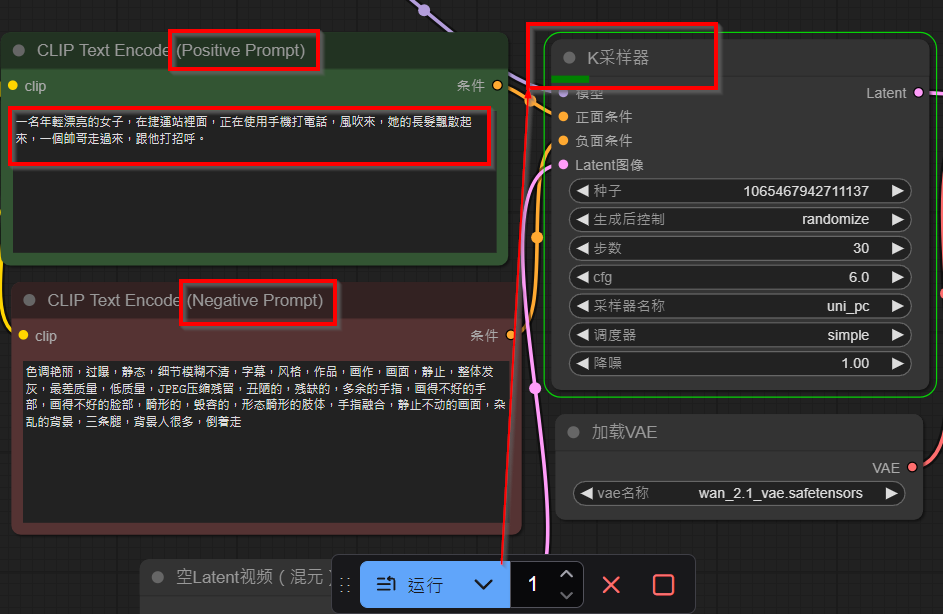 CLIP Text Encode (Positive Prompt)
clip
条件
一名年輕漂亮的女子，在捷運站裡面，正在使用手機打電話，風吹來，她的長髮飄散起
來，一個帥哥走過來，跟他打招呼。
CLIP Text Encode (Negative Prompt)
clip
条件
色调艳丽，过曝，静态，细节模糊不清，字幕，风格，作品，画作，画面，静止，整体发
灰，最差质量，低质量，JPEG压缩残留，丑陋的，残缺的，多余的手指，画得不好的手
部，画得不好的脸部，畸形的，毁容的，形态畸形的肢体，手指融合，静止不动的画面，杂
乱的背景，三条腿，背景人很多，倒着走
K采样器
模型
Latent
正面条件
负面条件
Latent图像
种子
1065467942711137
生成后控制
randomize
步数
30
cfg
6.0
采样器名称
uni_pc
调度器
simple
降噪
1.00
加载VAE
VAE
vae名称
wan_2.1_vae.safetensors
空Latent视频（混元）
运行
1